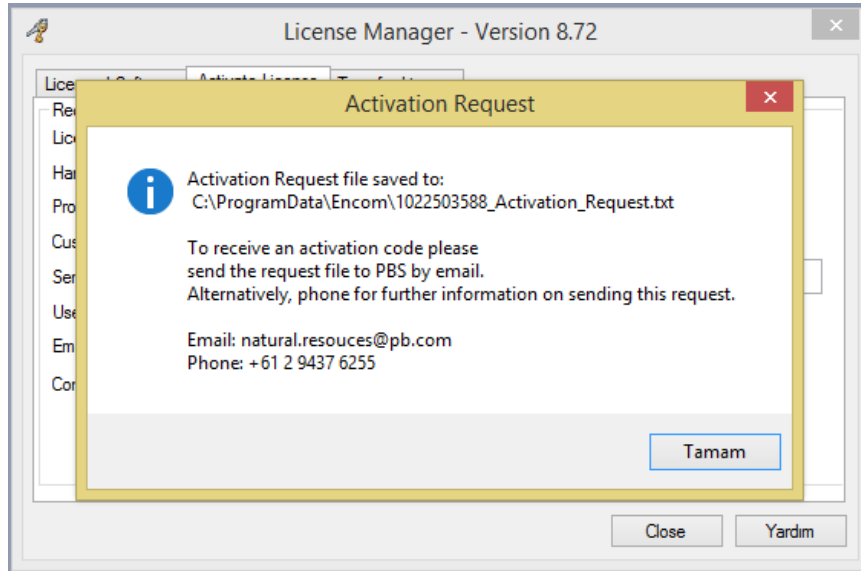 License Manager - Version 8.72
Activation Request
Activation Request file saved to:
C:\ProgramData\Encom\1022503588_Activation_Request.txt
To receive an activation code please
send the request file to PBS by email.
Alternatively, phone for further information on sending this request.
Email: natural.resouces@pb.com
Phone: +61 2 9437 6255
Tamam
Close
Yardım